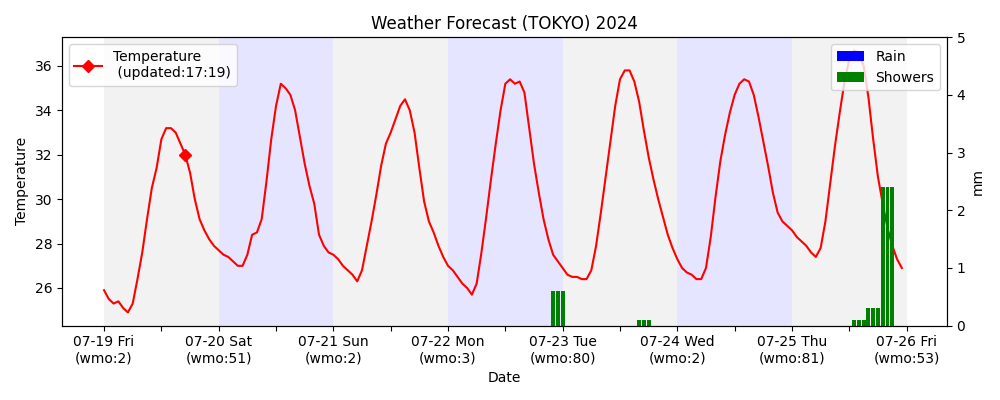 Weather Forecast (TOKYO) 2024
Temperature
(updated:17:19)
Rain
Showers
Temperature
36
34
32
30
28
26
5
4
3
2
1
0
mm
07-19 Fri
(wmo:2)
07-20 Sat
(wmo:51)
07-21 Sun
(wmo:2)
07-22 Mon
(wmo:3)
07-23 Tue
(wmo:80)
07-24 Wed
(wmo:2)
07-25 Thu
(wmo:81)
07-26 Fri
(wmo:53)
Date